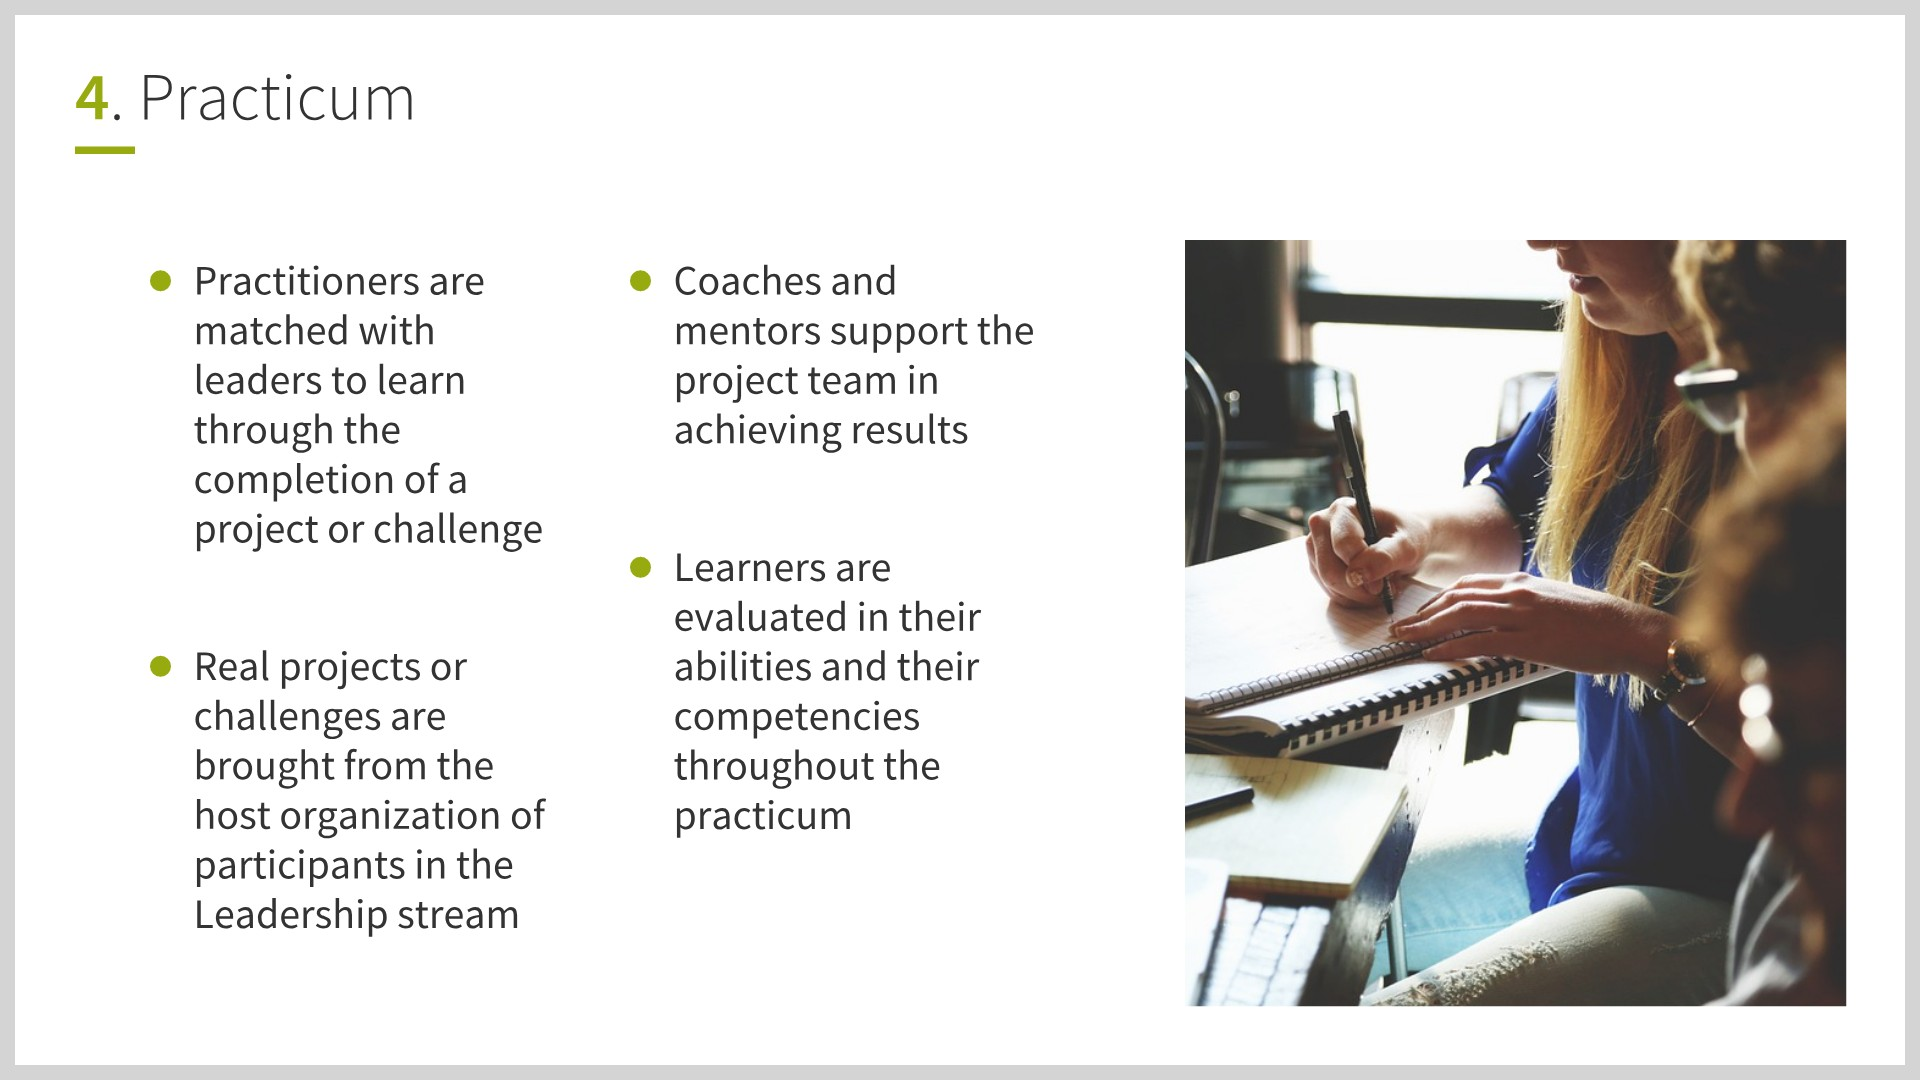 4. Practicum
Practitioners are
matched with
leaders to learn
through the
completion of a
project or challenge
Real projects or
challenges are
brought from the
host organization of
participants in the
Leadership stream
Coaches and
mentors support the
project team in
achieving results
Learners are
evaluated in their
abilities and their
competencies
throughout the
practicum